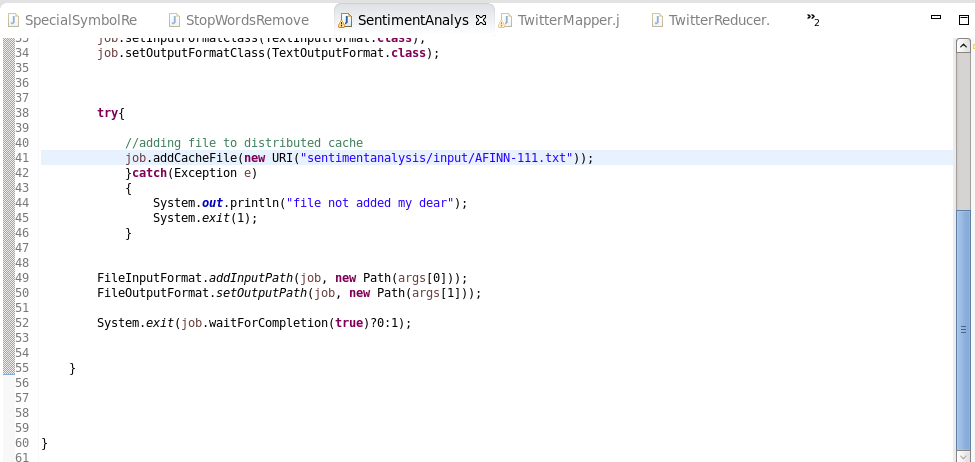 SpecialSymbolRe StopWordsRemove SentimentAnalys TwitterMapper.j TwitterReducer. »2
33 job.setInputFormatClass(TextInputFormat.class);
34 job.setOutputFormatClass(TextOutputFormat.class);
35
36
37
38 try{
39
40 //adding file to distributed cache
41 job.addCacheFile(new URI("sentimentanalysis/input/AFINN-111.txt"));
42 }catch(Exception e)
43 {
44 System.out.println("file not added my dear");
45 System.exit(1);
46 }
47
48
49 FileInputFormat.addInputPath(job, new Path(args[0]));
50 FileOutputFormat.setOutputPath(job, new Path(args[1]));
51
52 System.exit(job.waitForCompletion(true)?0:1);
53
54
55 }
56
57
58
59
60 }
61